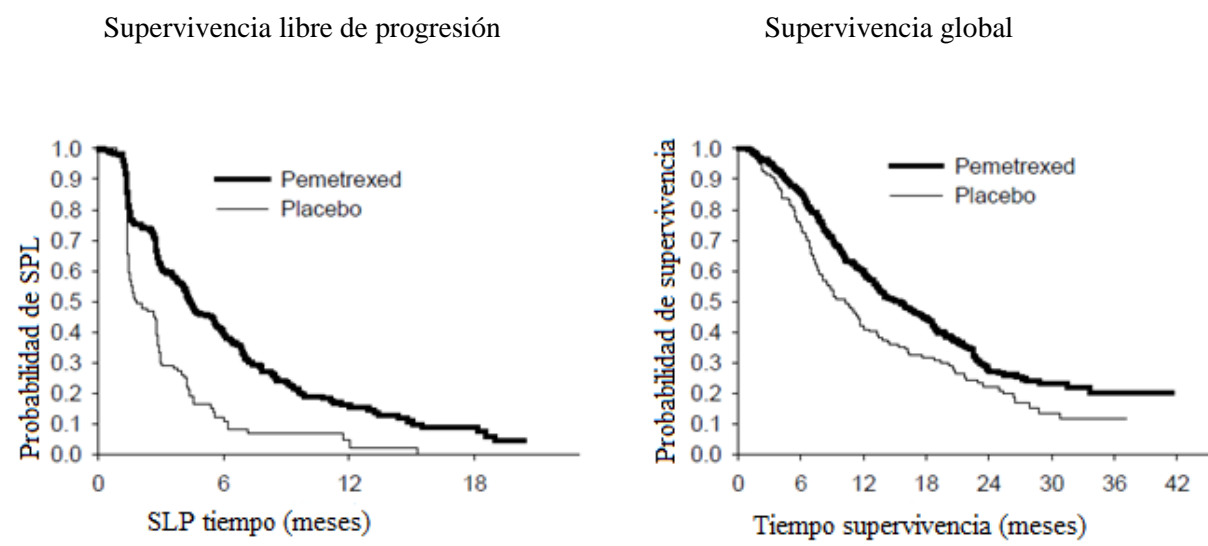 Supervivencia libre de progresión
Supervivencia global
Probabilidad de SPL
1.0
0.9
0.8
0.7
0.6
0.5
0.4
0.3
0.2
0.1
0.0
Pemetrexed
Placebo
0 6 12 18
SLP tiempo (meses)
Probabilidad de supervivencia
1.0
0.9
0.8
0.7
0.6
0.5
0.4
0.3
0.2
0.1
0.0
Pemetrexed
Placebo
0 6 12 18 24 30 36 42
Tiempo supervivencia (meses)